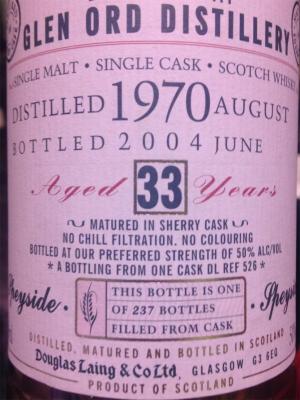 GLEN ORD DISTILLERY
SINGLE MALT • SINGLE CASK • SCOTCH WHISKY
DISTILLED 1970 AUGUST
BOTTLED 2004 JUNE
Aged 33 Years
MATURED IN SHERRY CASK
NO CHILL FILTRATION. NO COLOURING
BOTTLED AT OUR PREFERRED STRENGTH OF 50% ALC/VOL
* A BOTTLING FROM ONE CASK DL REF 526 *
THIS BOTTLE IS ONE
OF 237 BOTTLES
FILLED FROM CASK
peyside • • Spey
DISTILLED, MATURED AND BOTTLED IN SCOTLAND
Douglas Laing & Co Ltd, GLASGOW G3 6EQ
PRODUCT OF SCOTLAND